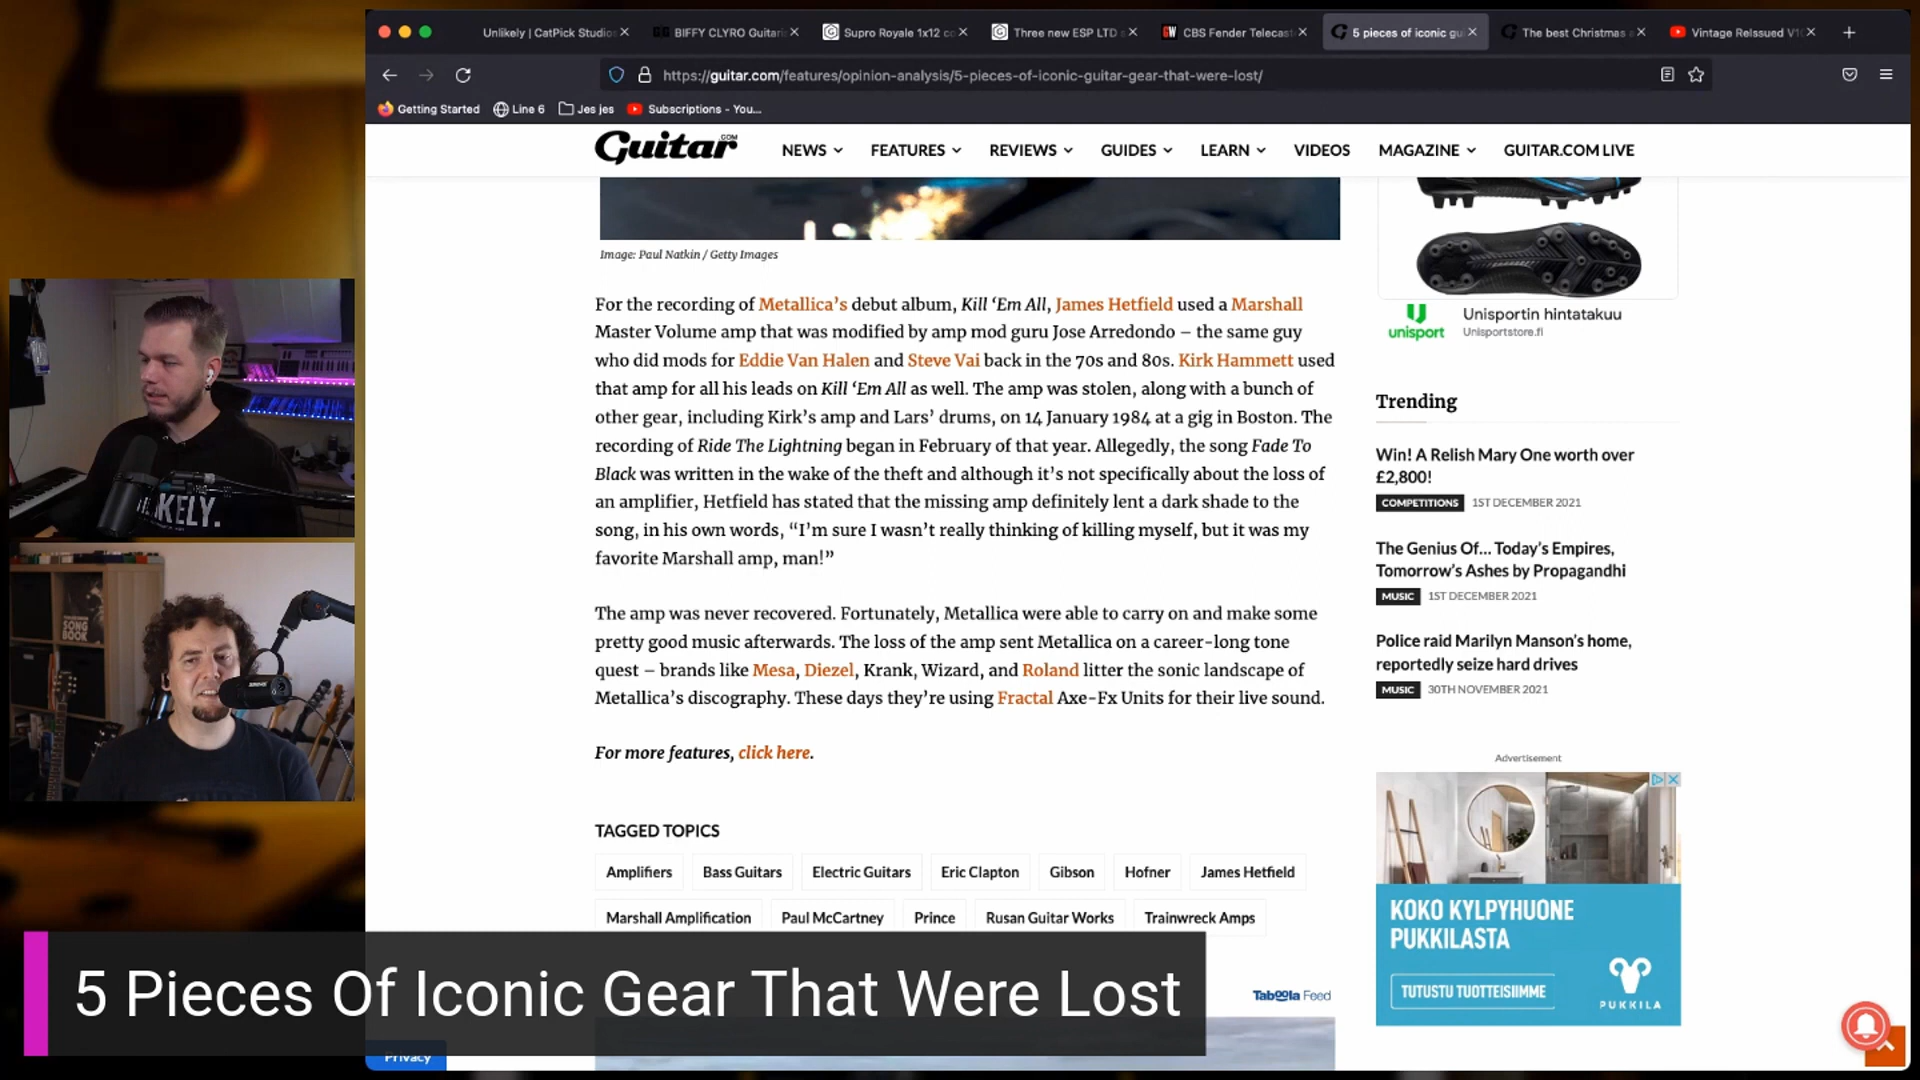 Unlikely | CatPick Studio
BIFFY CLYRO Guitaris
Supro Royale 1x12 co
Three new ESP LTD s
CBS Fender Telecast
5 pieces of iconic gu
The best Christmas a
Vintage ReIssued V10
https://guitar.com/features/opinion-analysis/5-pieces-of-iconic-guitar-gear-that-were-lost/
Getting Started
Line 6
Jes jes
Subscriptions - You...
Guitar.COM
NEWS
FEATURES
REVIEWS
GUIDES
LEARN
VIDEOS
MAGAZINE
GUITAR.COM LIVE
Image: Paul Natkin / Getty Images
For the recording of Metallica's debut album, Kill 'Em All, James Hetfield used a Marshall
Master Volume amp that was modified by amp mod guru Jose Arredondo – the same guy
who did mods for Eddie Van Halen and Steve Vai back in the 70s and 80s. Kirk Hammett used
that amp for all his leads on Kill 'Em All as well. The amp was stolen, along with a bunch of
other gear, including Kirk's amp and Lars' drums, on 14 January 1984 at a gig in Boston. The
recording of Ride The Lightning began in February of that year. Allegedly, the song Fade To
Black was written in the wake of the theft and although it's not specifically about the loss of
an amplifier, Hetfield has stated that the missing amp definitely lent a dark shade to the
song, in his own words, "I'm sure I wasn't really thinking of killing myself, but it was my
favorite Marshall amp, man!"
The amp was never recovered. Fortunately, Metallica were able to carry on and make some
pretty good music afterwards. The loss of the amp sent Metallica on a career-long tone
quest – brands like Mesa, Diezel, Krank, Wizard, and Roland litter the sonic landscape of
Metallica's discography. These days they're using Fractal Axe-Fx Units for their live sound.
For more features, click here.
TAGGED TOPICS
Amplifiers
Bass Guitars
Electric Guitars
Eric Clapton
Gibson
Hofner
James Hetfield
Marshall Amplification
Paul McCartney
Prince
Rusan Guitar Works
Trainwreck Amps
Taboola Feed
unisport
Unisportin hintatakuu
Unisportstore.fi
Trending
Win! A Relish Mary One worth over
£2,800!
COMPETITIONS 1ST DECEMBER 2021
The Genius Of... Today's Empires,
Tomorrow's Ashes by Propagandhi
MUSIC 1ST DECEMBER 2021
Police raid Marilyn Manson's home,
reportedly seize hard drives
MUSIC 30TH NOVEMBER 2021
Advertisement
KOKO KYLPYHUONE
PUKKILASTA
TUTUSTU TUOTTEISIIMME
PUKKILA
SONG
BOOK
KELY.
SHURE
5 Pieces Of Iconic Gear That Were Lost
Privacy